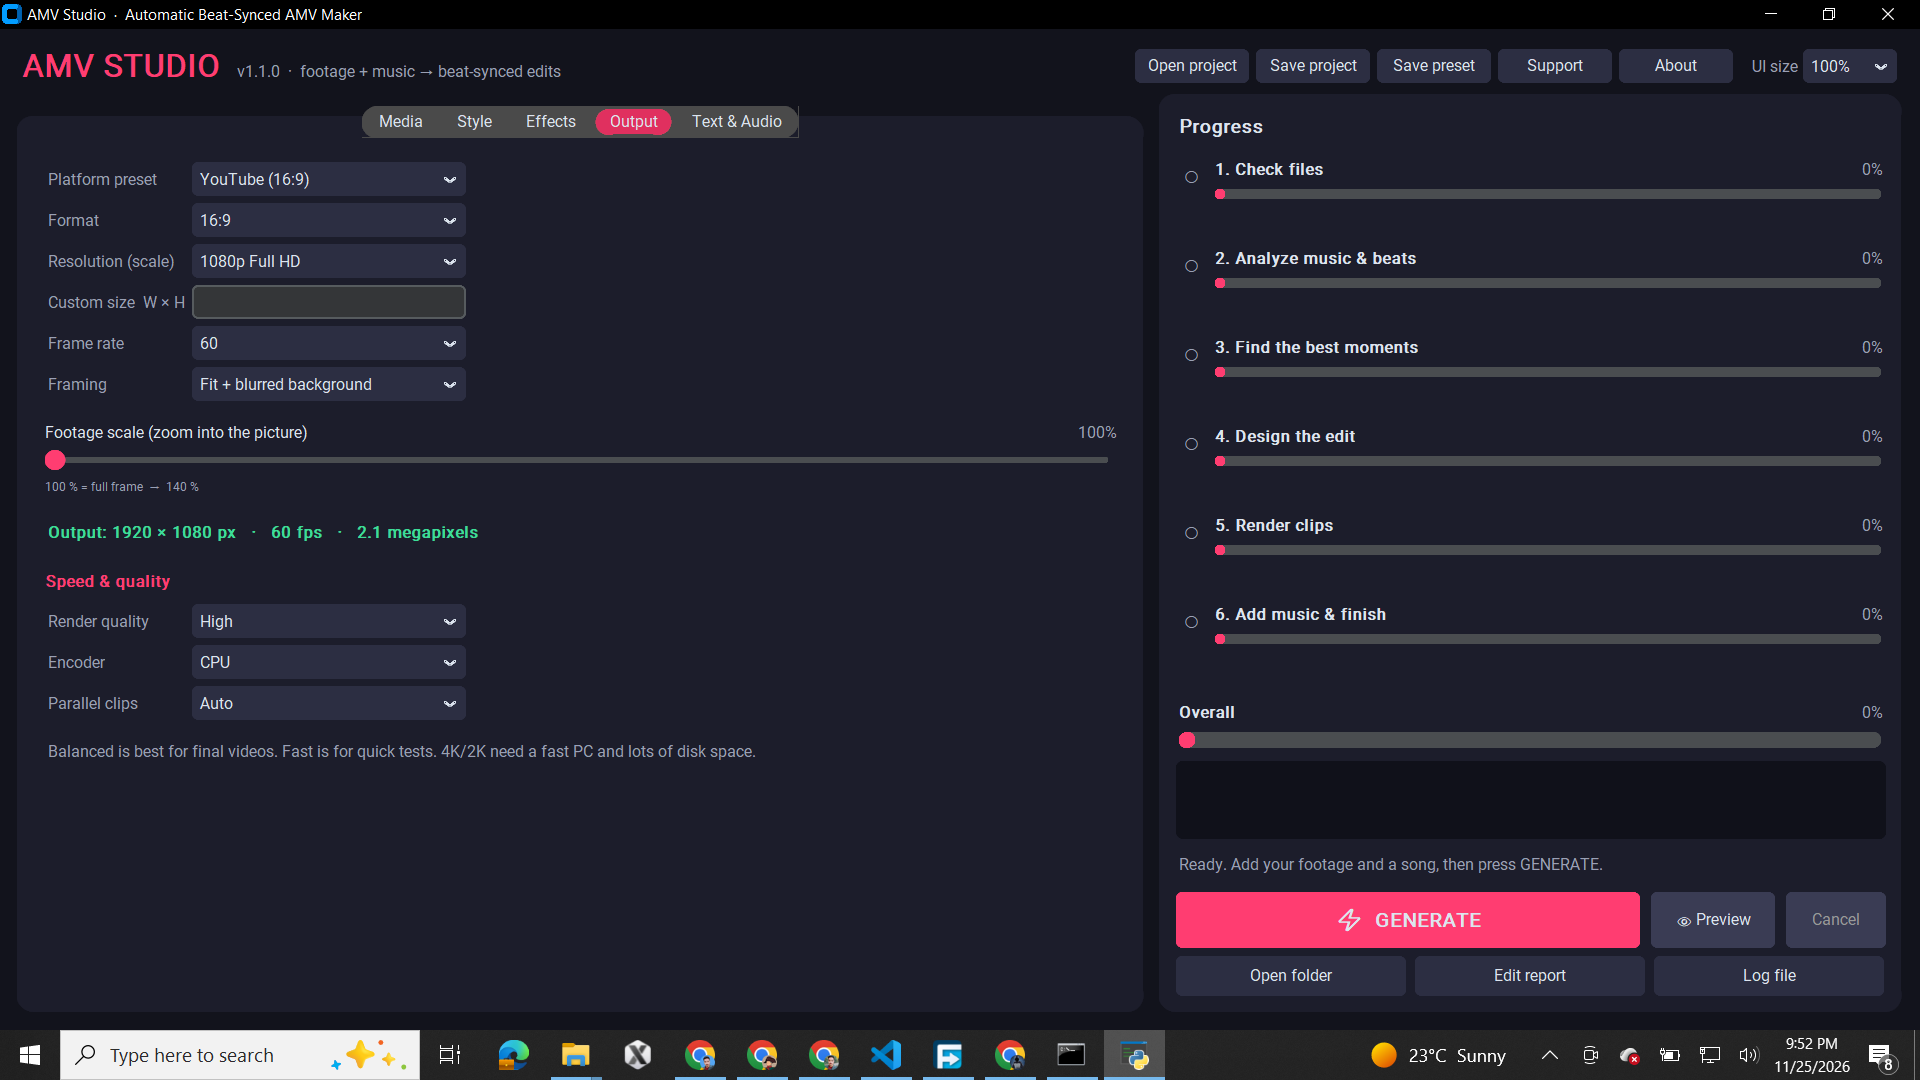 AMV Studio · Automatic Beat-Synced AMV Maker
AMV STUDIO v1.1.0 · footage + music → beat-synced edits
Open project Save project Save preset Support About UI size 100%
Media Style Effects Output Text & Audio
Platform preset YouTube (16:9)
Format 16:9
Resolution (scale) 1080p Full HD
Custom size W × H
Frame rate 60
Framing Fit + blurred background
Footage scale (zoom into the picture) 100%
100 % = full frame → 140 %
Output: 1920 × 1080 px · 60 fps · 2.1 megapixels
Speed & quality
Render quality High
Encoder CPU
Parallel clips Auto
Balanced is best for final videos. Fast is for quick tests. 4K/2K need a fast PC and lots of disk space.
Progress
1. Check files 0%
2. Analyze music & beats 0%
3. Find the best moments 0%
4. Design the edit 0%
5. Render clips 0%
6. Add music & finish 0%
Overall 0%
Ready. Add your footage and a song, then press GENERATE.
GENERATE Preview Cancel
Open folder Edit report Log file
Type here to search
23°C Sunny
9:52 PM
11/25/2026
8